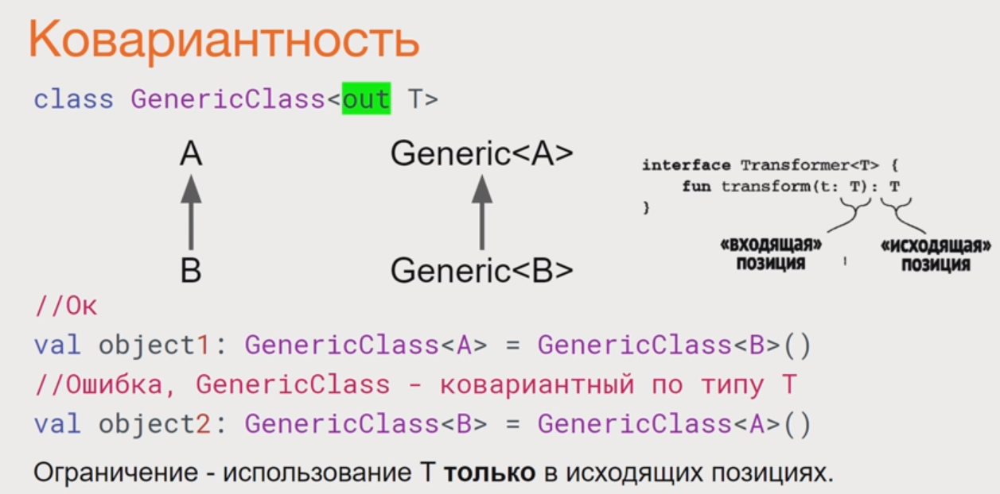 Ковариантность
class GenericClass<out T>
A
Generic<A>
B
Generic<B>
interface Transformer<T> {
fun transform(t: T): T
}
«ВХОДЯЩАЯ»
ПОЗИЦИЯ
«ИСХОДЯЩАЯ»
ПОЗИЦИЯ
//Ок
val object1: GenericClass<A> = GenericClass<B>()
//Ошибка, GenericClass - ковариантный по типу T
val object2: GenericClass<B> = GenericClass<A>()
Ограничение - использование T только в исходящих позициях.